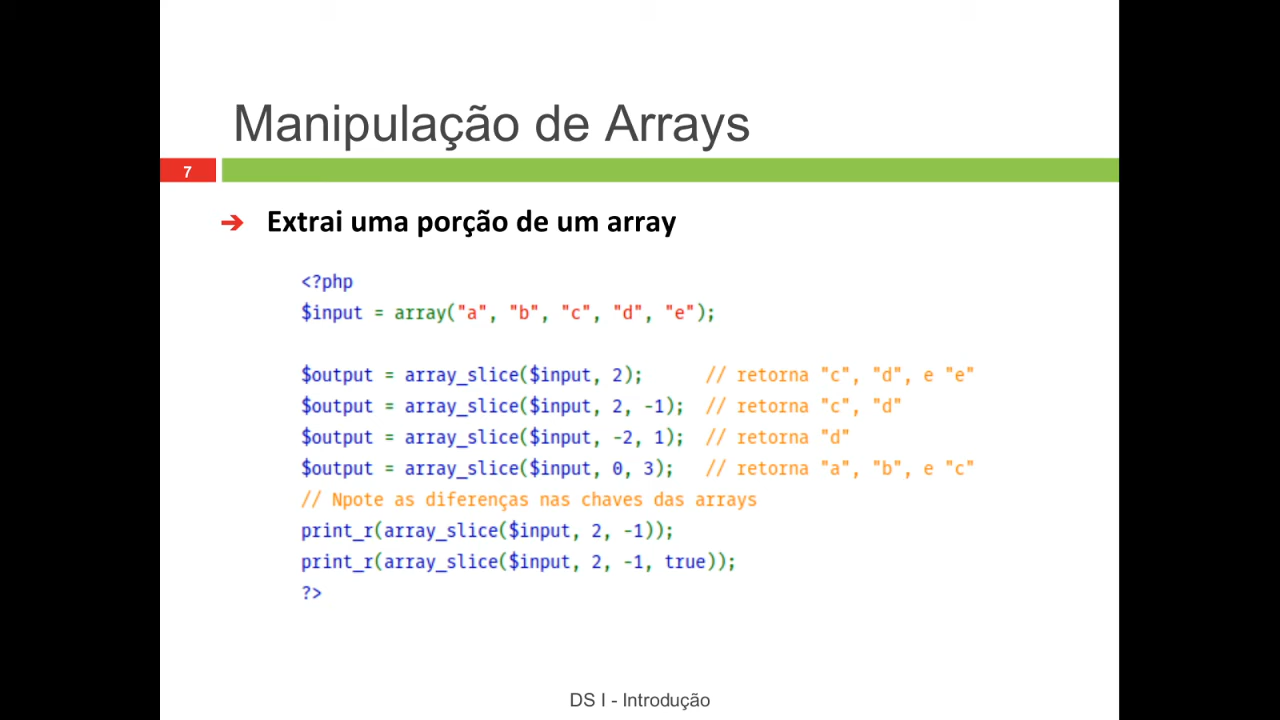 Manipulação de Arrays
7
➔ Extrai uma porção de um array
<?php
$input = array("a", "b", "c", "d", "e");
$output = array_slice($input, 2);      // retorna "c", "d", e "e"
$output = array_slice($input, 2, -1);  // retorna "c", "d"
$output = array_slice($input, -2, 1);  // retorna "d"
$output = array_slice($input, 0, 3);   // retorna "a", "b", e "c"
// Npote as diferenças nas chaves das arrays
print_r(array_slice($input, 2, -1));
print_r(array_slice($input, 2, -1, true));
?>
DS I - Introdução